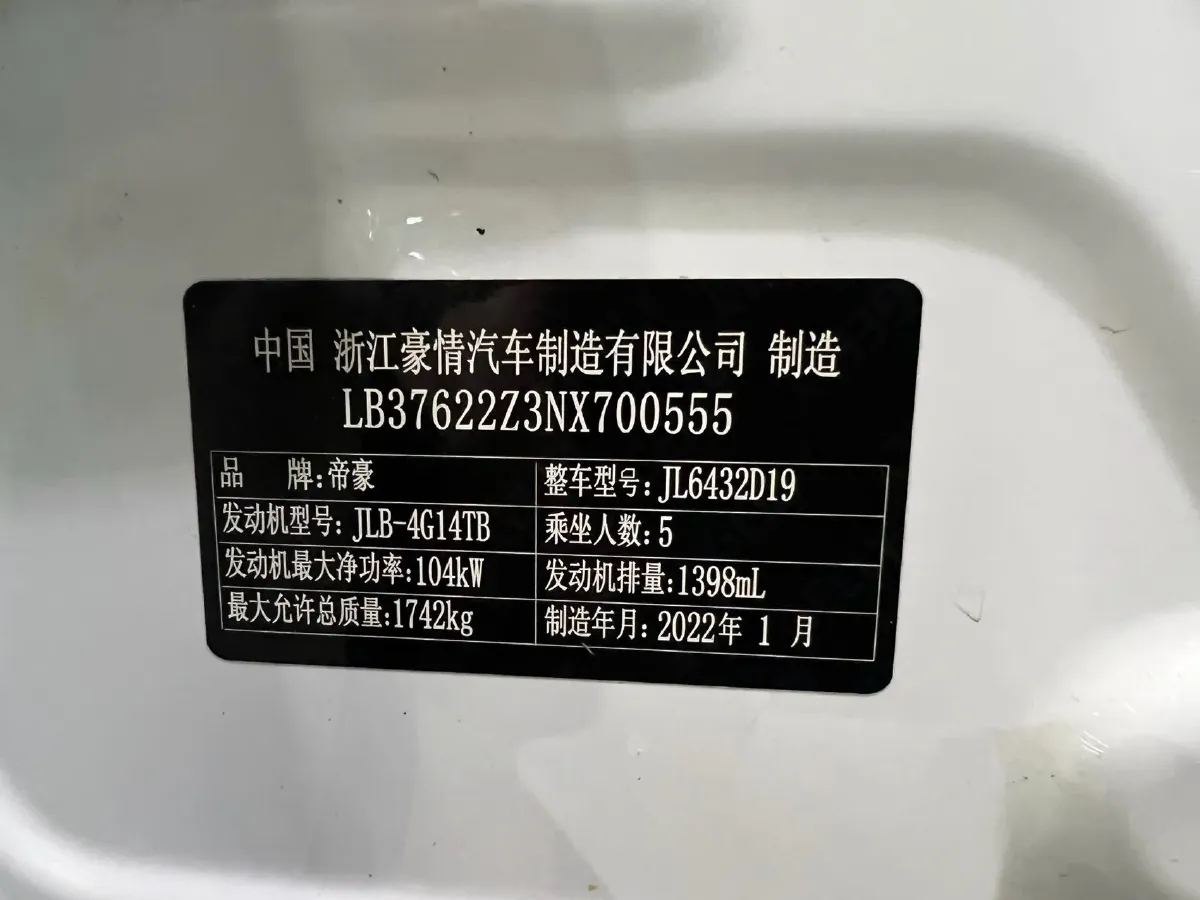 中国 浙江豪情汽车制造有限公司 制造
LB37622Z3NX700555
品 牌:帝豪 整车型号:JL6432D19
发动机型号:JLB-4G14TB 乘坐人数:5
发动机最大净功率:104kW 发动机排量:1398mL
最大允许总质量:1742kg 制造年月:2022年 1 月